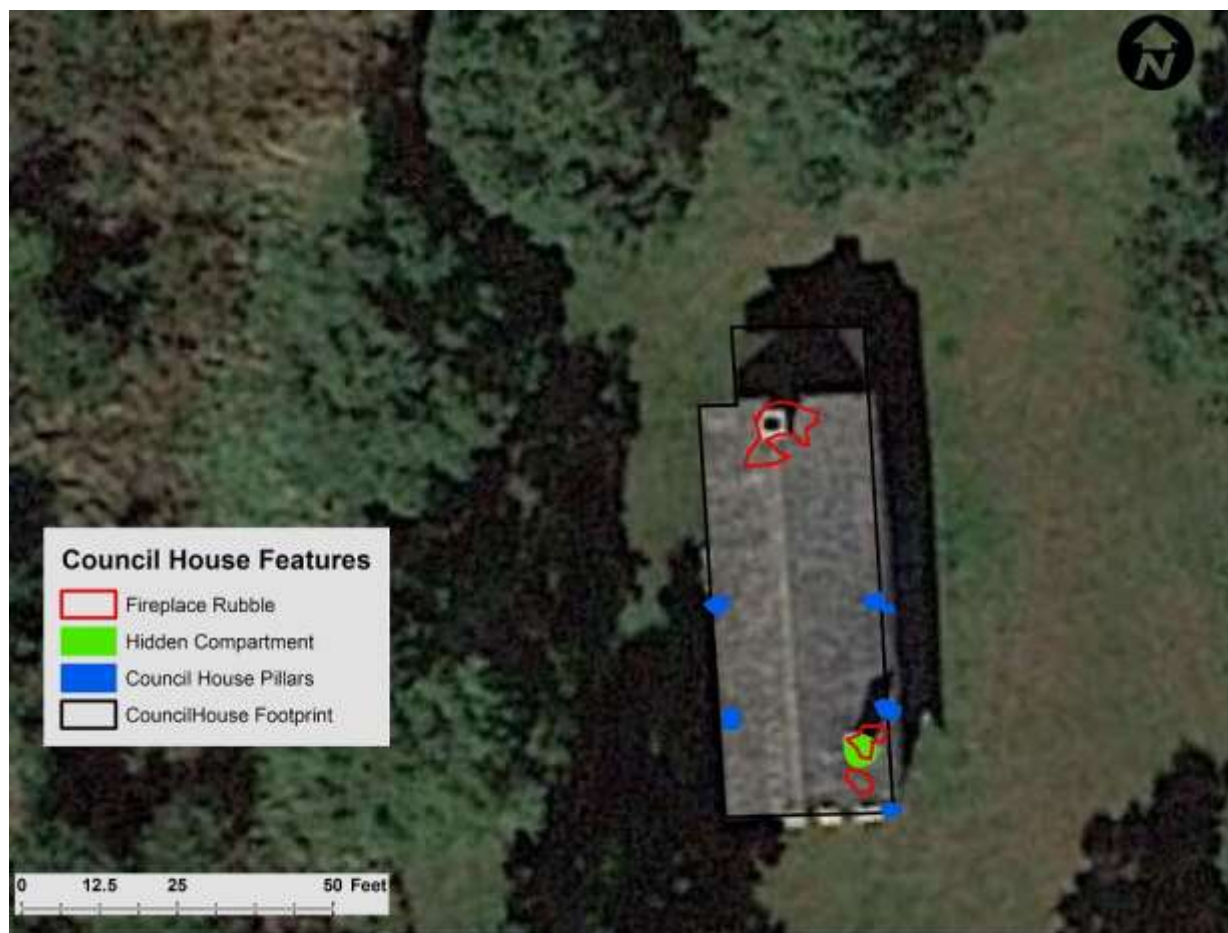 N
Council House Features
Fireplace Rubble
Hidden Compartment
Council House Pillars
CouncilHouse Footprint
0 12.5 25 50 Feet